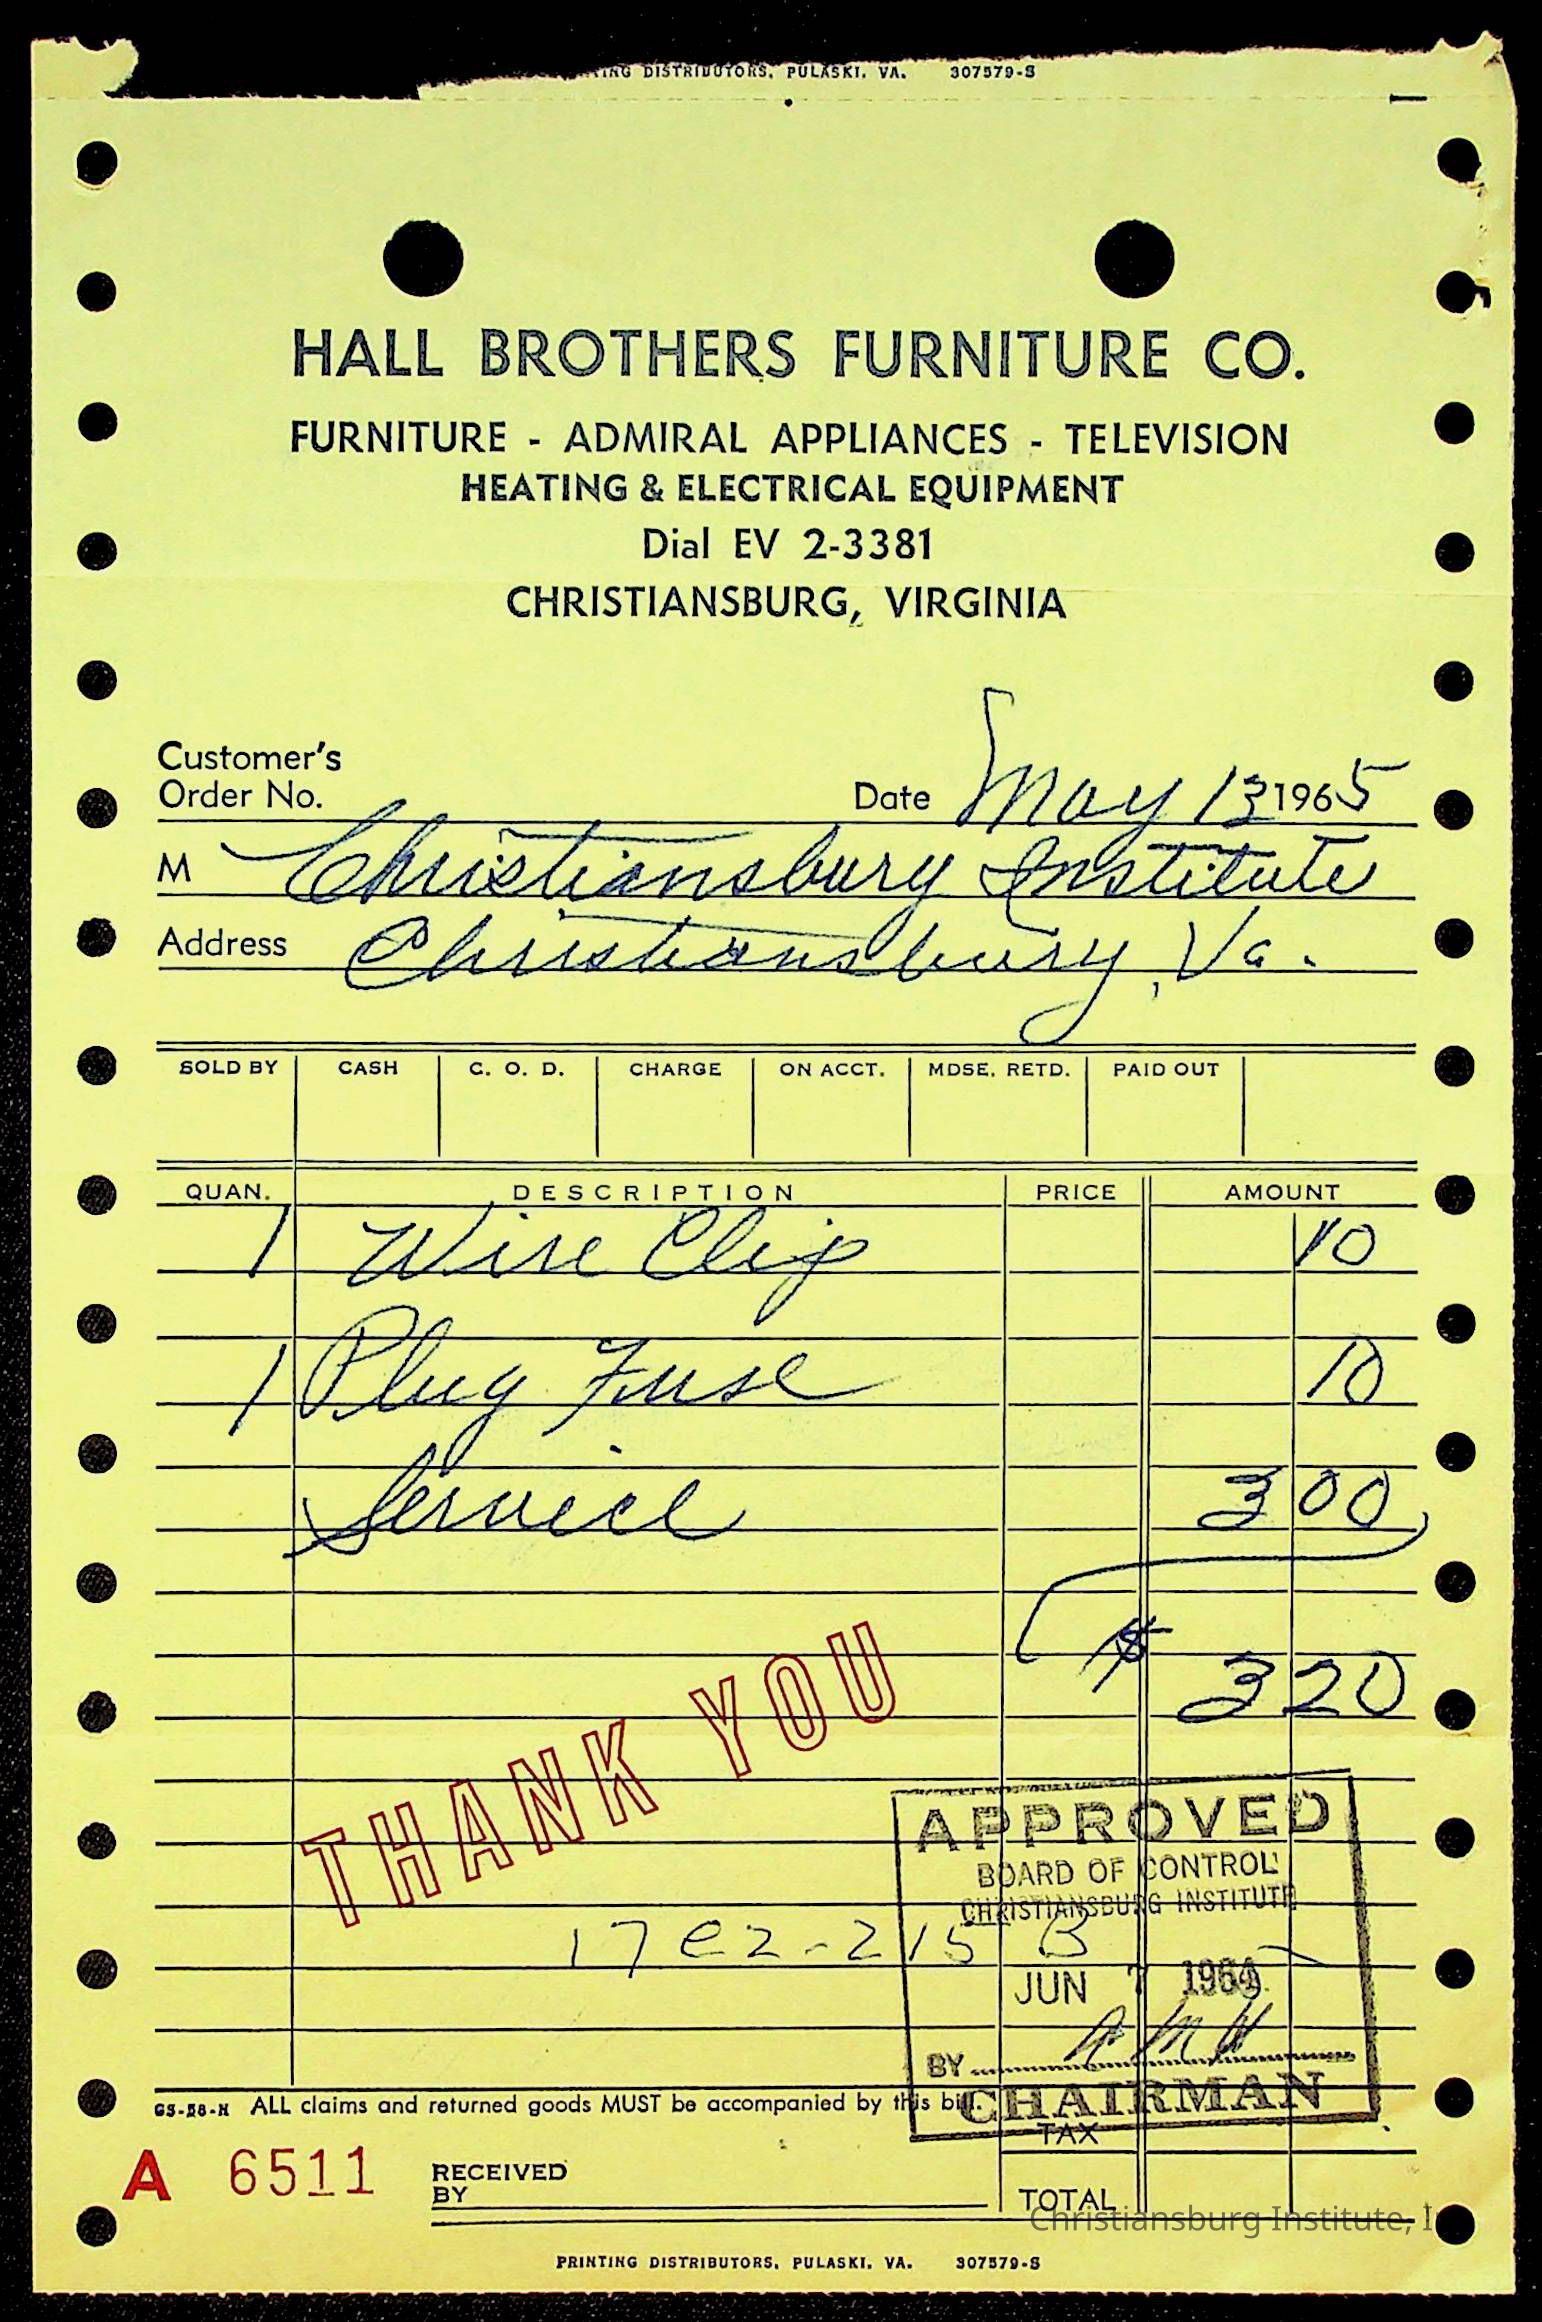 DISTRIBUTORS, PULASKI, VA. 307579-S
HALL BROTHERS FURNITURE CO.
FURNITURE - ADMIRAL APPLIANCES - TELEVISION
HEATING & ELECTRICAL EQUIPMENT
Dial EV 2-3381
CHRISTIANSBURG, VIRGINIA
Customer's
Order No.
Date May 13 1965
M Christiansburg Institute
Address Christiansburg, Va.
SOLD BY CASH C. O. D. CHARGE ON ACCT. MDSE. RETD. PAID OUT
QUAN. DESCRIPTION PRICE AMOUNT
1 Wire Clip 10
1 Plug Fuse 10
Service 3 00
$ 3 20
THANK YOU
APPROVED
BOARD OF CONTROL
CHRISTIANSBURG INSTITUTE
17e2-215 B
JUN 7
BY
CHAIRMAN
GS-58-N ALL claims and returned goods MUST be accompanied by this bill.
TAX
A 6511
RECEIVED
BY
TOTAL
Christiansburg Institute, I
PRINTING DISTRIBUTORS, PULASKI, VA. 307579-S